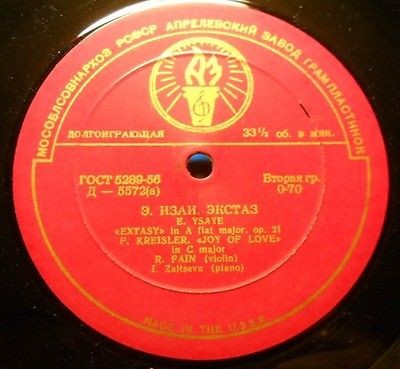 МОСОБЛСОВНАРХОЗ РСФСР АПРЕЛЕВСКИЙ ЗАВОД ГРАМПЛАСТИНОК
АЗ
ДОЛГОИГРАЮЩАЯ 33⅓ об. в мин.
ГОСТ 5289-56 Вторая гр.
Д — 5572(а) 0-70
Э. ИЗАИ. ЭКСТАЗ
E. YSAYE
«EXTASY» in A flat major, op. 21
F. KREISLER. «JOY OF LOVE»
in C major
R. FAIN (violin)
I. Zaitseva (piano)
MADE IN THE U.S.S.R.